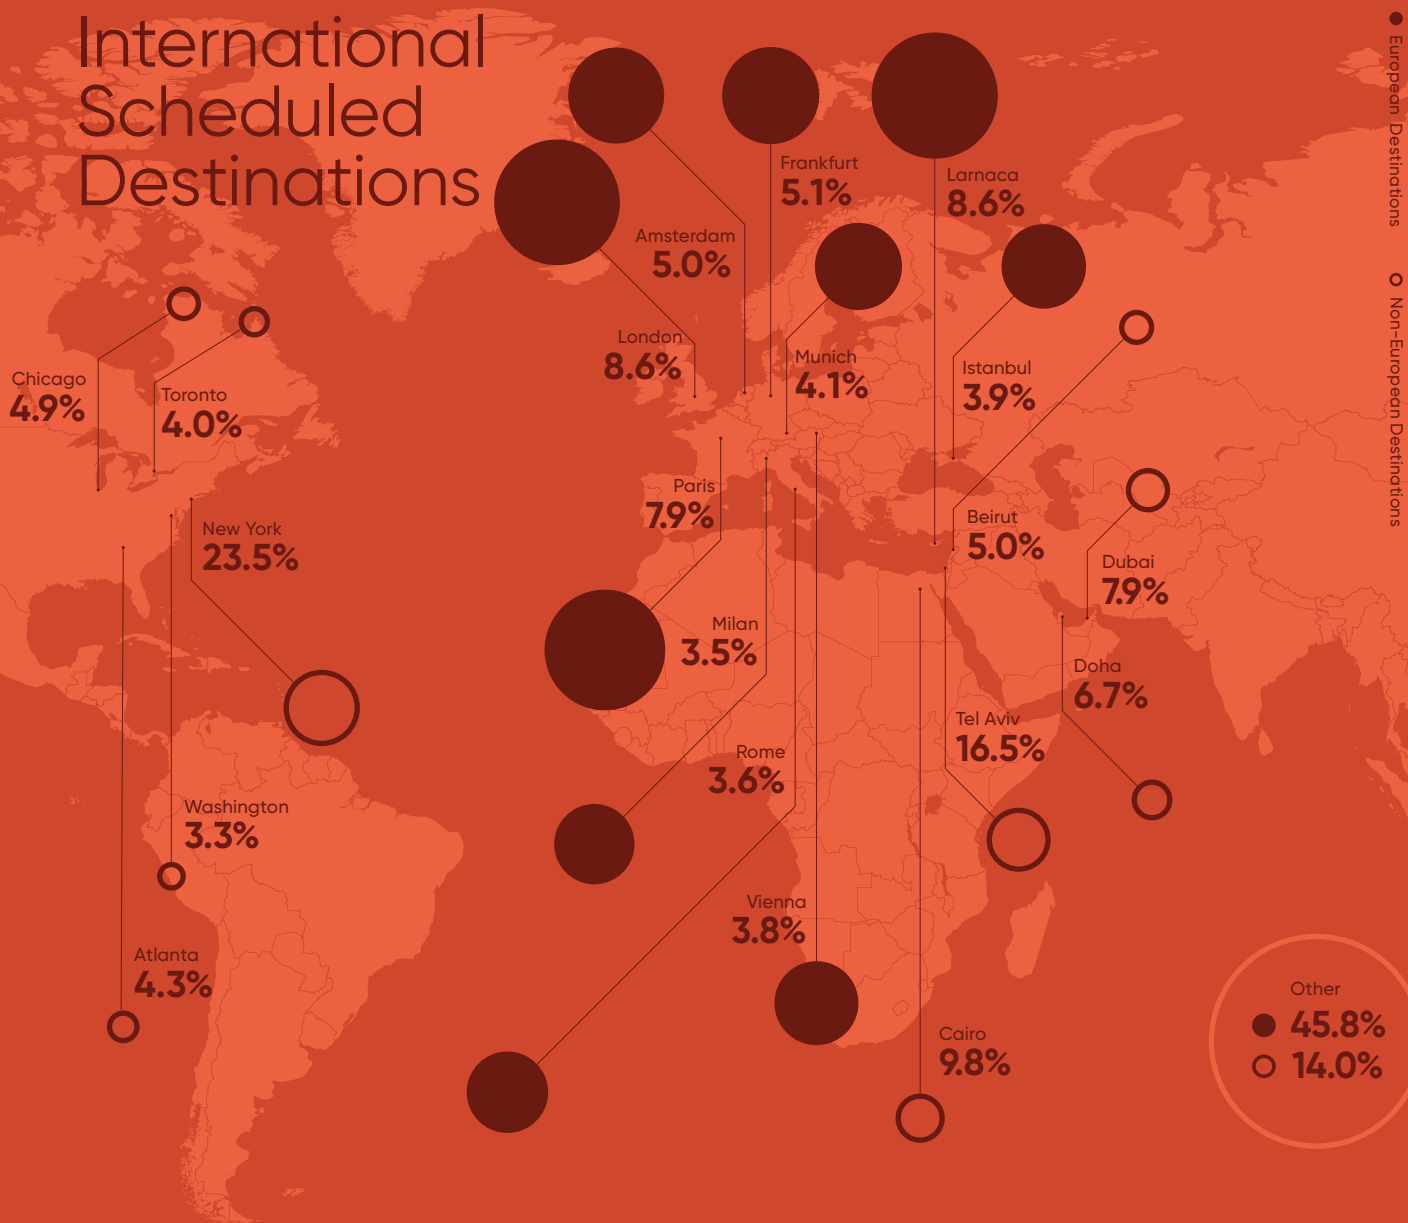 International
Scheduled
Destinations
European Destinations
Non-European Destinations
Frankfurt
5.1%
Larnaca
8.6%
Amsterdam
5.0%
London
8.6%
Munich
4.1%
Istanbul
3.9%
Chicago
4.9%
Toronto
4.0%
Paris
7.9%
New York
23.5%
Beirut
5.0%
Dubai
7.9%
Milan
3.5%
Doha
6.7%
Tel Aviv
16.5%
Rome
3.6%
Washington
3.3%
Vienna
3.8%
Atlanta
4.3%
Cairo
9.8%
Other
45.8%
14.0%